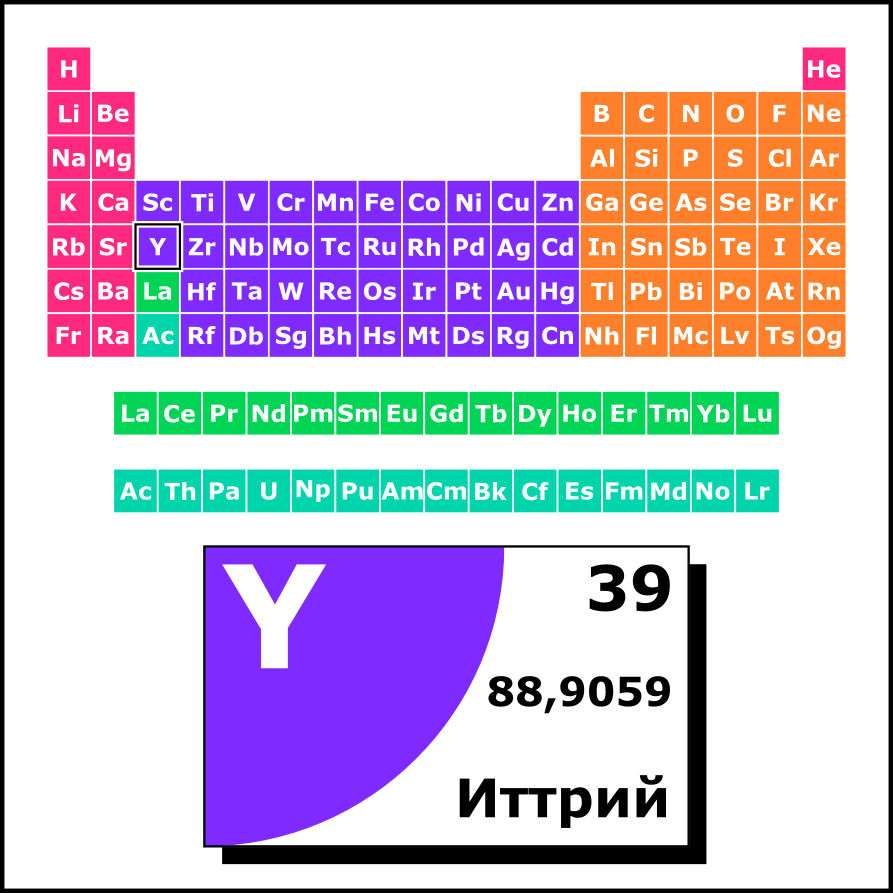 H He
Li Be B C N O F Ne
Na Mg Al Si P S Cl Ar
K Ca Sc Ti V Cr Mn Fe Co Ni Cu Zn Ga Ge As Se Br Kr
Rb Sr Y Zr Nb Mo Tc Ru Rh Pd Ag Cd In Sn Sb Te I Xe
Cs Ba La Hf Ta W Re Os Ir Pt Au Hg Tl Pb Bi Po At Rn
Fr Ra Ac Rf Db Sg Bh Hs Mt Ds Rg Cn Nh Fl Mc Lv Ts Og
La Ce Pr Nd Pm Sm Eu Gd Tb Dy Ho Er Tm Yb Lu
Ac Th Pa U Np Pu Am Cm Bk Cf Es Fm Md No Lr
Y 39
88,9059
Иттрий